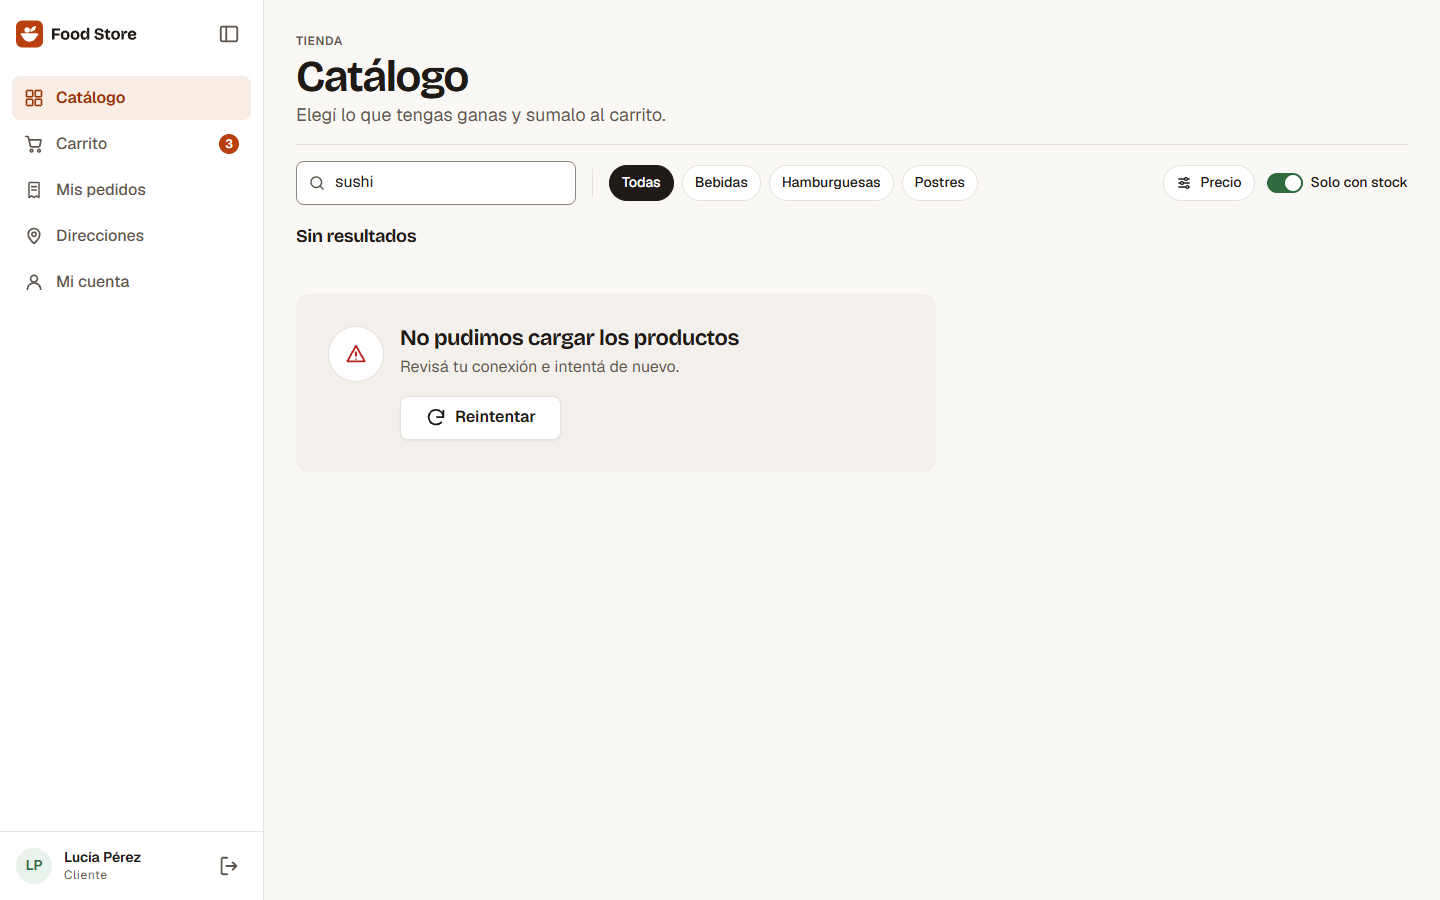 Food Store
Catálogo
Carrito
3
Mis pedidos
Direcciones
Mi cuenta
LP
Lucía Pérez
Cliente
TIENDA
Catálogo
Elegí lo que tengas ganas y sumalo al carrito.
sushi
Todas
Bebidas
Hamburguesas
Postres
Precio
Solo con stock
Sin resultados
No pudimos cargar los productos
Revisá tu conexión e intentá de nuevo.
Reintentar